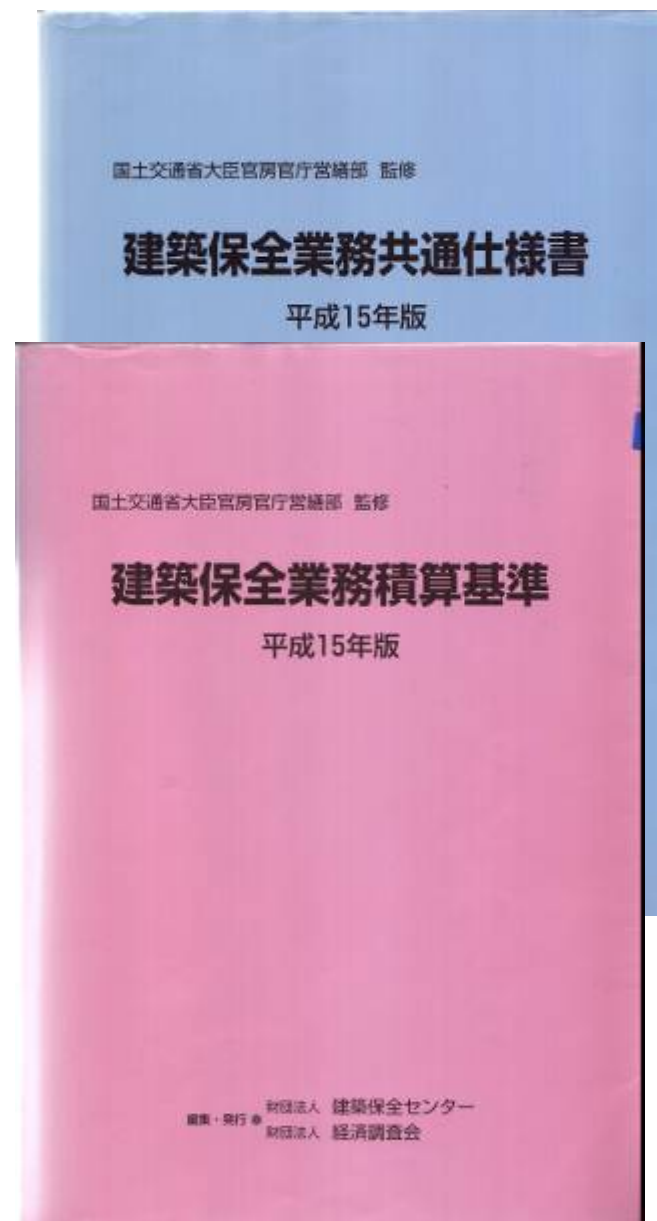 国土交通省大臣官房官庁営繕部 監修
建築保全業務共通仕様書
平成15年版
国土交通省大臣官房官庁営繕部 監修
建築保全業務積算基準
平成15年版
編集・発行 ● 財団法人 建築保全センター
財団法人 経済調査会